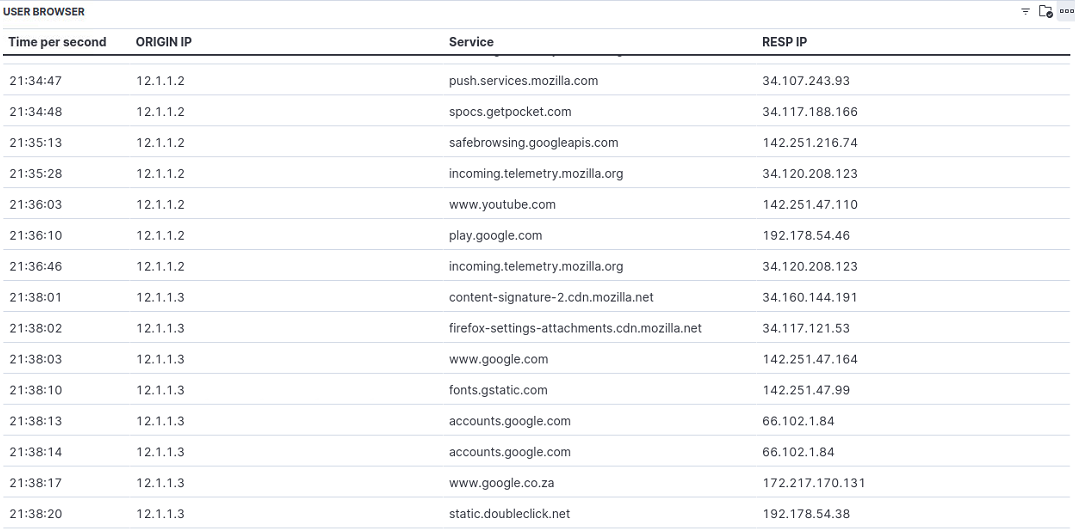 USER BROWSER
Time per second ORIGIN IP Service RESP IP
21:34:47 12.1.1.2 push.services.mozilla.com 34.107.243.93
21:34:48 12.1.1.2 spocs.getpocket.com 34.117.188.166
21:35:13 12.1.1.2 safebrowsing.googleapis.com 142.251.216.74
21:35:28 12.1.1.2 incoming.telemetry.mozilla.org 34.120.208.123
21:36:03 12.1.1.2 www.youtube.com 142.251.47.110
21:36:10 12.1.1.2 play.google.com 192.178.54.46
21:36:46 12.1.1.2 incoming.telemetry.mozilla.org 34.120.208.123
21:38:01 12.1.1.3 content-signature-2.cdn.mozilla.net 34.160.144.191
21:38:02 12.1.1.3 firefox-settings-attachments.cdn.mozilla.net 34.117.121.53
21:38:03 12.1.1.3 www.google.com 142.251.47.164
21:38:10 12.1.1.3 fonts.gstatic.com 142.251.47.99
21:38:13 12.1.1.3 accounts.google.com 66.102.1.84
21:38:14 12.1.1.3 accounts.google.com 66.102.1.84
21:38:17 12.1.1.3 www.google.co.za 172.217.170.131
21:38:20 12.1.1.3 static.doubleclick.net 192.178.54.38